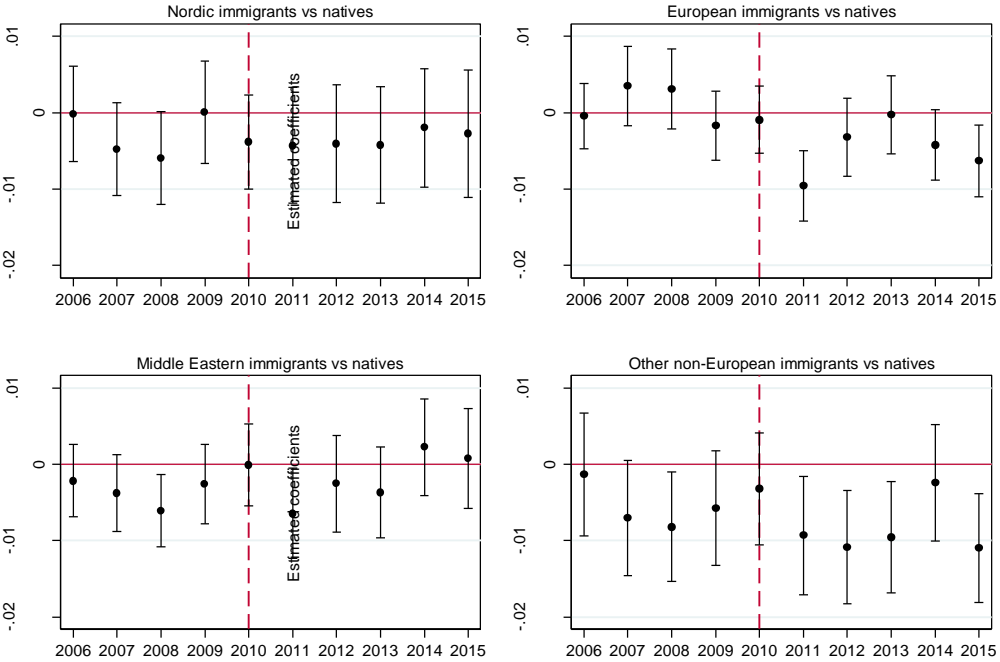 Nordic immigrants vs natives
.01
0
-.01
-.02
Estimated coefficients
2006 2007 2008 2009 2010 2011 2012 2013 2014 2015
European immigrants vs natives
.01
0
-.01
-.02
2006 2007 2008 2009 2010 2011 2012 2013 2014 2015
Middle Eastern immigrants vs natives
.01
0
-.01
-.02
Estimated coefficients
2006 2007 2008 2009 2010 2011 2012 2013 2014 2015
Other non-European immigrants vs natives
.01
0
-.01
-.02
2006 2007 2008 2009 2010 2011 2012 2013 2014 2015